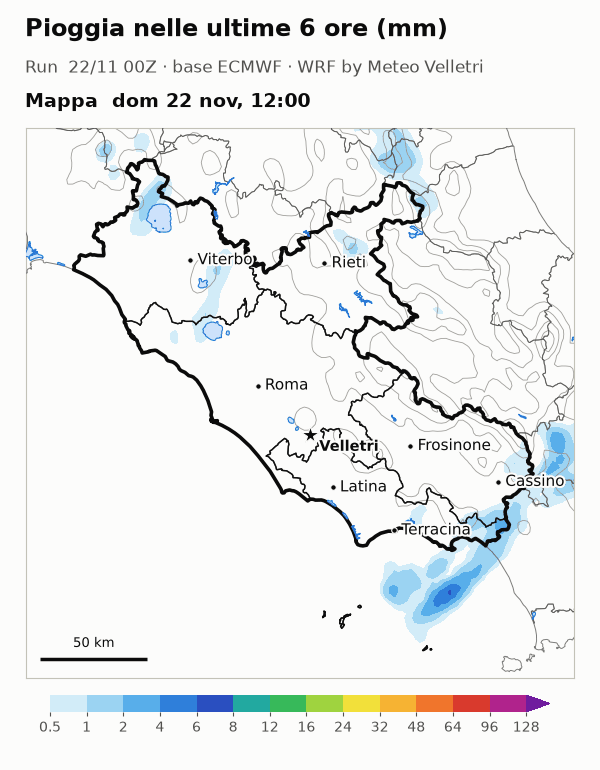 Pioggia nelle ultime 6 ore (mm)
Run  22/11 00Z · base ECMWF · WRF by Meteo Velletri
Mappa  dom 22 nov, 12:00
Viterbo
Rieti
Roma
Velletri
Frosinone
Cassino
Latina
Terracina
50 km
0.5 1 2 4 6 8 12 16 24 32 48 64 96 128